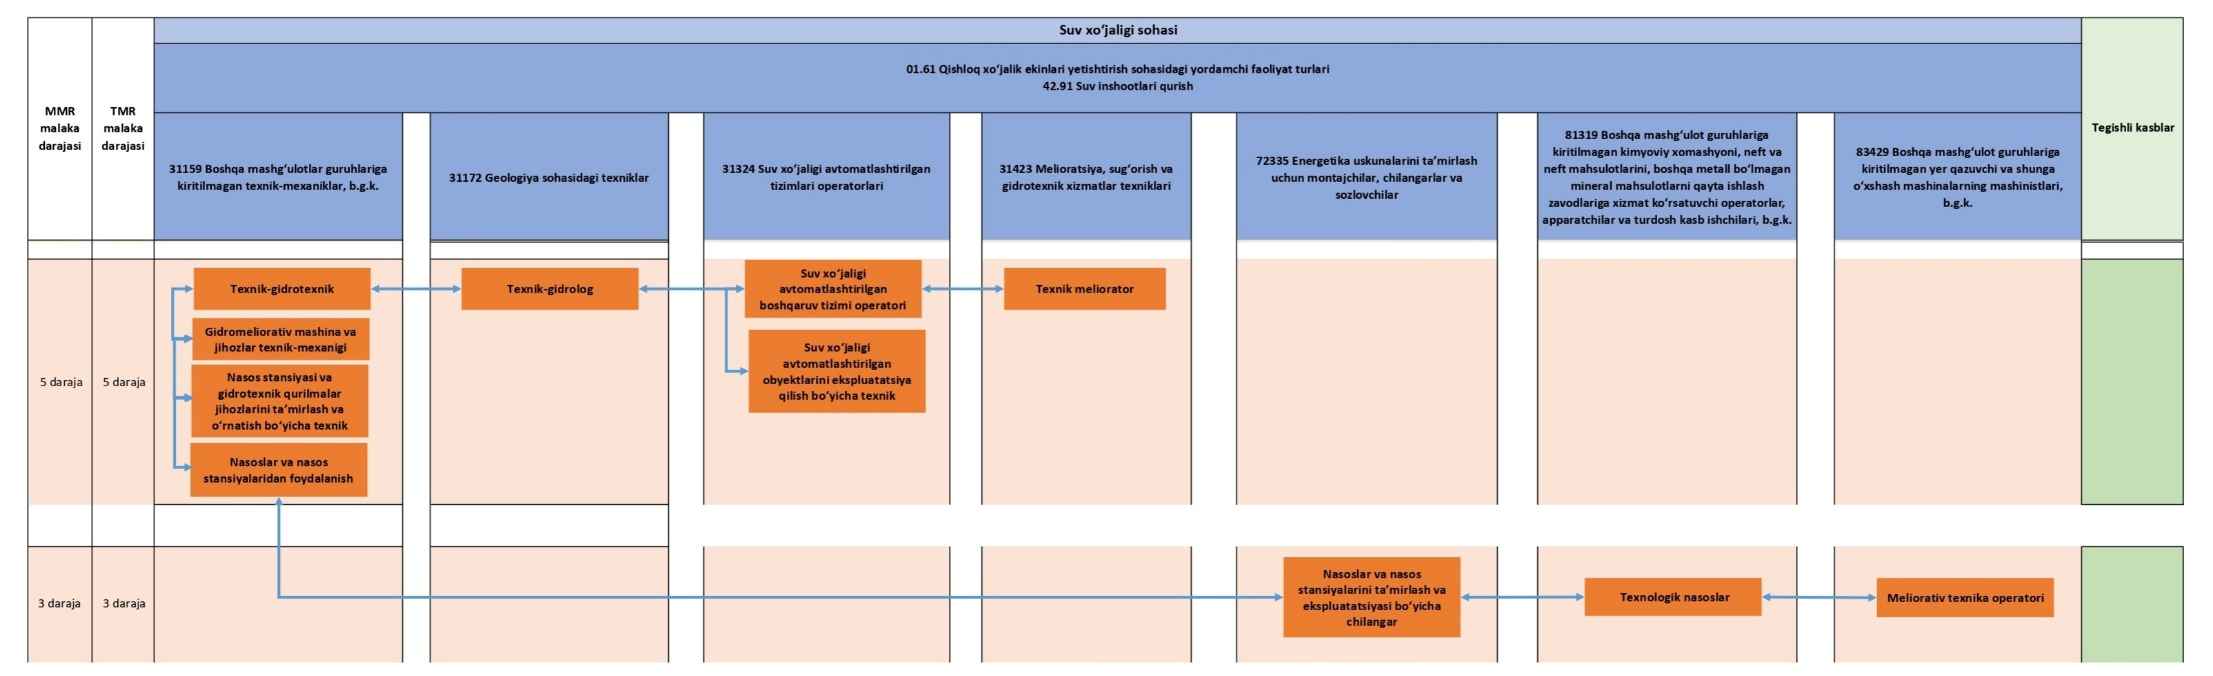 Suv xo‘jaligi sohasi
01.61 Qishloq xo‘jalik ekinlari yetishtirish sohasidagi yordamchi faoliyat turlari
42.91 Suv inshootlari qurish
MMR
malaka
darajasi
TMR
malaka
darajasi
Tegishli kasblar
31159 Boshqa mashg‘ulotlar guruhlariga
kiritilmagan texnik-mexaniklar, b.g.k.
31172 Geologiya sohasidagi texniklar
31324 Suv xo‘jaligi avtomatlashtirilgan
tizimlari operatorlari
31423 Melioratsiya, sug‘orish va
gidrotexnik xizmatlar texniklari
72335 Energetika uskunalarini ta’mirlash
uchun montajchilar, chilangarlar va
sozlovchilar
81319 Boshqa mashg‘ulot guruhlariga
kiritilmagan kimyoviy xomashyoni, neft va
neft mahsulotlarini, boshqa metall bo‘lmagan
mineral mahsulotlarni qayta ishlash
zavodlariga xizmat ko‘rsatuvchi operatorlar,
apparatchilar va turdosh kasb ishchilari, b.g.k.
83429 Boshqa mashg‘ulot guruhlariga
kiritilmagan yer qazuvchi va shunga
o‘xshash mashinalarning mashinistlari,
b.g.k.
5 daraja
5 daraja
Texnik-gidrotexnik
Gidromeliorativ mashina va
jihozlar texnik-mexanigi
Nasos stansiyasi va
gidrotexnik qurilmalar
jihozlarini ta’mirlash va
o‘rnatish bo‘yicha texnik
Nasoslar va nasos
stansiyalaridan foydalanish
Texnik-gidrolog
Suv xo‘jaligi
avtomatlashtirilgan
boshqaruv tizimi operatori
Suv xo‘jaligi
avtomatlashtirilgan
obyektlarini ekspluatatsiya
qilish bo‘yicha texnik
Texnik meliorator
3 daraja
3 daraja
Nasoslar va nasos
stansiyalarini ta’mirlash va
ekspluatatsiyasi bo‘yicha
chilangar
Texnologik nasoslar
Meliorativ texnika operatori